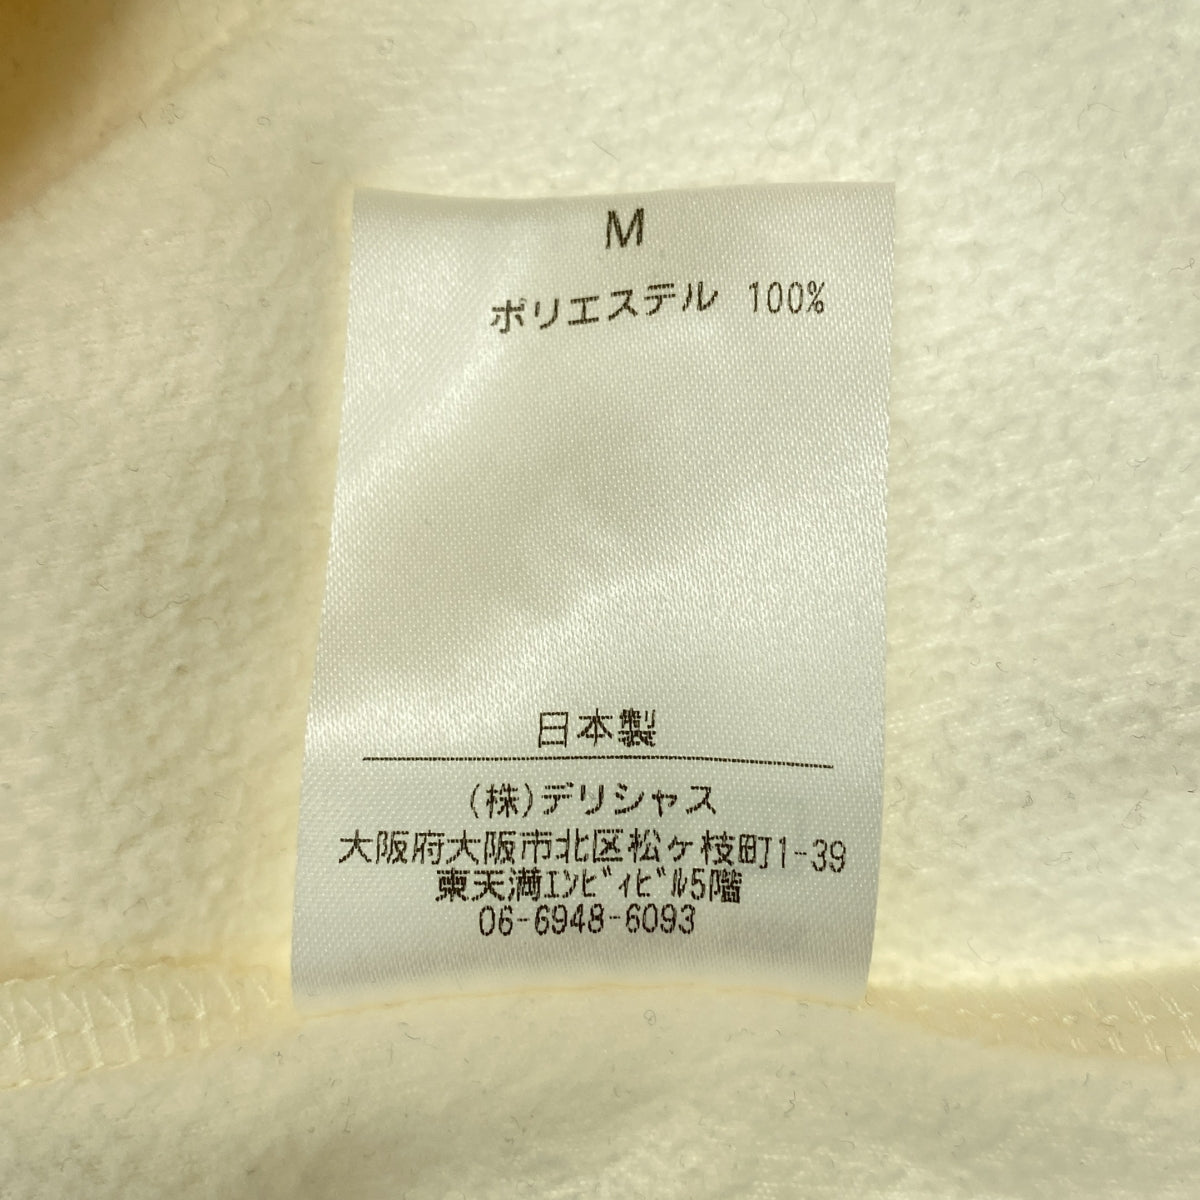 M
ポリエステル 100%
日本製
(株)デリシャス
大阪府大阪市北区松ヶ枝町1-39
東天満ｴﾝﾋﾞｨﾋﾞﾙ5階
06-6948-6093